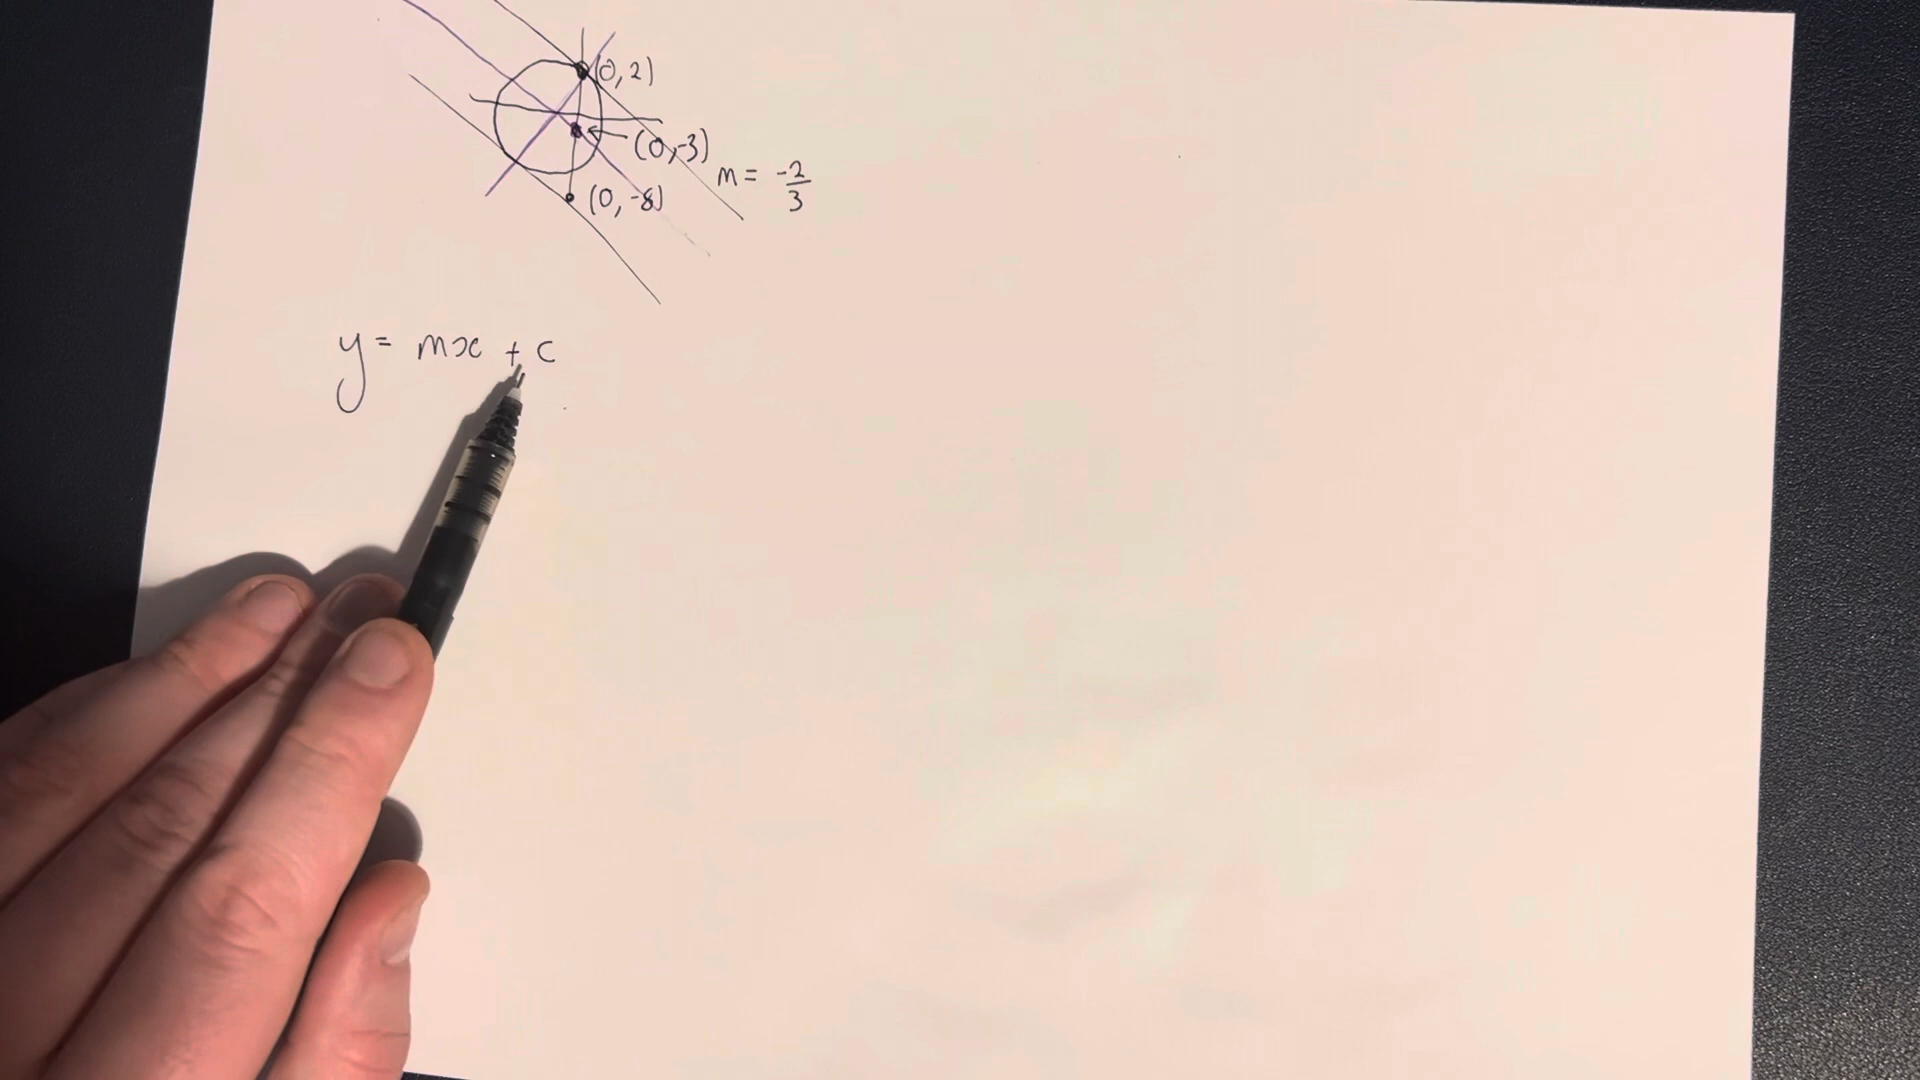 (0, 2)
(0, -3)
m = -2/3
(0, -8)
y = mx + c